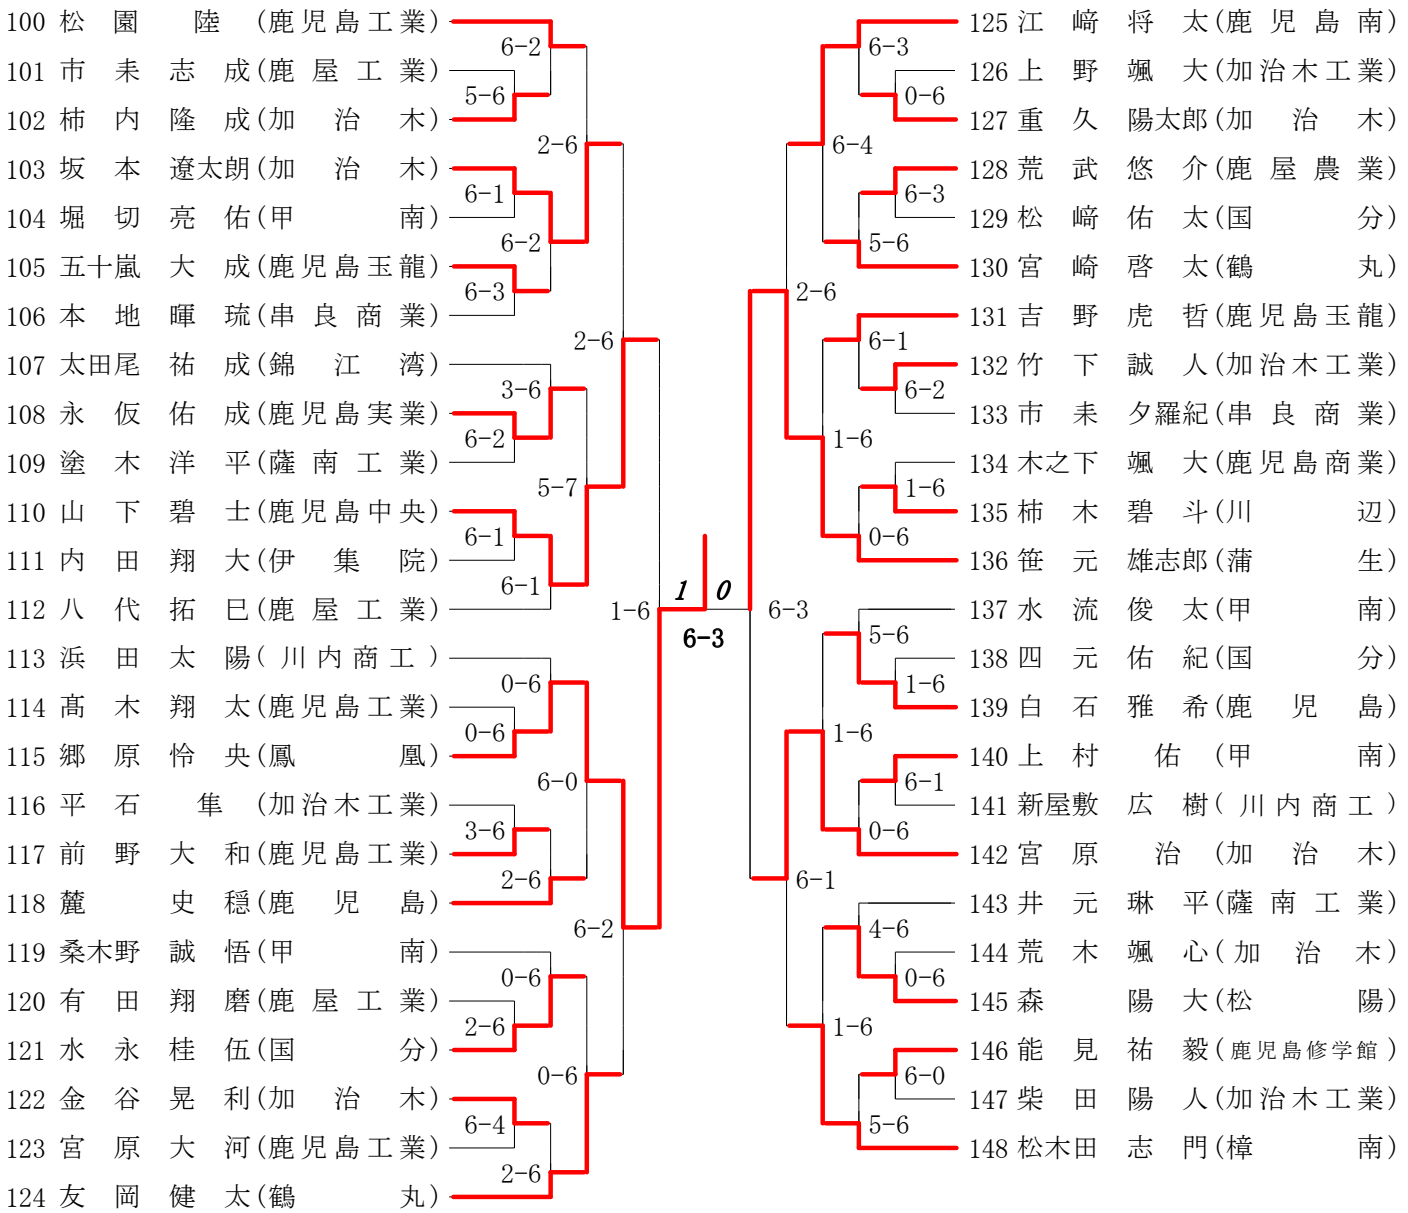 100 松園 陸 (鹿児島工業)
6-2
101 市耒志成(鹿屋工業)
5-6
102 柿内隆成(加治木)
2-6
103 坂本遼太朗(加治木)
6-1
104 堀切亮佑(甲南)
6-2
105 五十嵐大成(鹿児島玉龍)
6-3
106 本地暉琉(串良商業)
2-6
107 太田尾祐成(錦江湾)
3-6
108 永仮佑成(鹿児島実業)
6-2
109 塗木洋平(薩南工業)
5-7
110 山下碧士(鹿児島中央)
6-1
111 内田翔大(伊集院)
6-1
112 八代拓巳(鹿屋工業)
1-6
113 浜田太陽(川内商工)
0-6
114 髙木翔太(鹿児島工業)
0-6
115 郷原怜央(鳳凰)
6-0
116 平石 隼 (加治木工業)
3-6
117 前野大和(鹿児島工業)
2-6
118 麓 史穏(鹿児島)
6-2
119 桑木野誠悟(甲南)
0-6
120 有田翔磨(鹿屋工業)
2-6
121 水永桂伍(国分)
0-6
122 金谷晃利(加治木)
6-4
123 宮原大河(鹿児島工業)
2-6
124 友岡健太(鶴丸)
1 0
6-3
125 江﨑将太(鹿児島南)
6-3
126 上野颯大(加治木工業)
0-6
127 重久陽太郎(加治木)
6-4
128 荒武悠介(鹿屋農業)
6-3
129 松﨑佑太(国分)
5-6
130 宮崎啓太(鶴丸)
2-6
131 吉野虎哲(鹿児島玉龍)
6-1
132 竹下誠人(加治木工業)
6-2
133 市耒夕羅紀(串良商業)
1-6
134 木之下颯大(鹿児島商業)
1-6
135 柿木碧斗(川辺)
0-6
136 笹元雄志郎(蒲生)
6-3
137 水流俊太(甲南)
5-6
138 四元佑紀(国分)
1-6
139 白石雅希(鹿児島)
1-6
140 上村 佑 (甲南)
6-1
141 新屋敷広樹(川内商工)
0-6
142 宮原 治 (加治木)
6-1
143 井元琳平(薩南工業)
4-6
144 荒木颯心(加治木)
0-6
145 森 陽大(松陽)
1-6
146 能見祐毅(鹿児島修学館)
6-0
147 柴田陽人(加治木工業)
5-6
148 松木田志門(樟南)